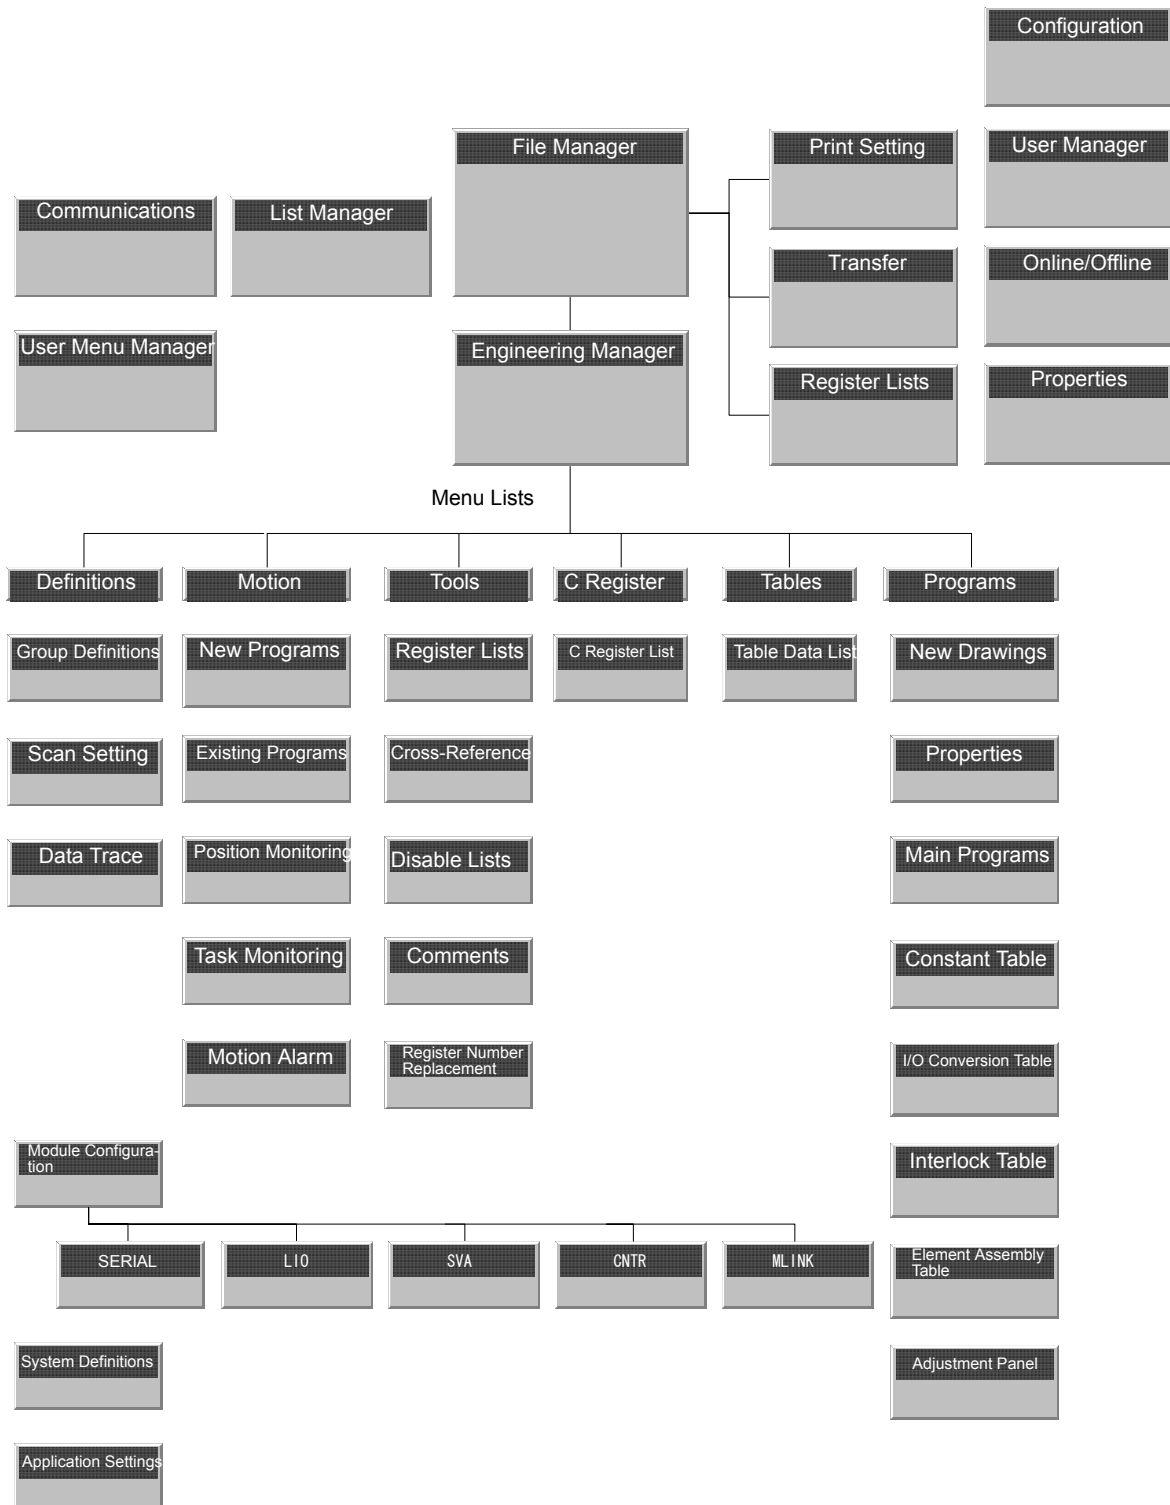 Configuration
File Manager
Print Setting
User Manager
Communications
List Manager
Transfer
Online/Offline
User Menu Manager
Engineering Manager
Register Lists
Properties
Menu Lists
Definitions
Motion
Tools
C Register
Tables
Programs
Group Definitions
New Programs
Register Lists
C Register List
Table Data List
New Drawings
Scan Setting
Existing Programs
Cross-Reference
Properties
Data Trace
Position Monitoring
Disable Lists
Main Programs
Task Monitoring
Comments
Constant Table
Motion Alarm
Register Number
Replacement
I/O Conversion Table
Module Configura-
tion
Interlock Table
SERIAL
LIO
SVA
CNTR
MLINK
Element Assembly
Table
System Definitions
Adjustment Panel
Application Settings